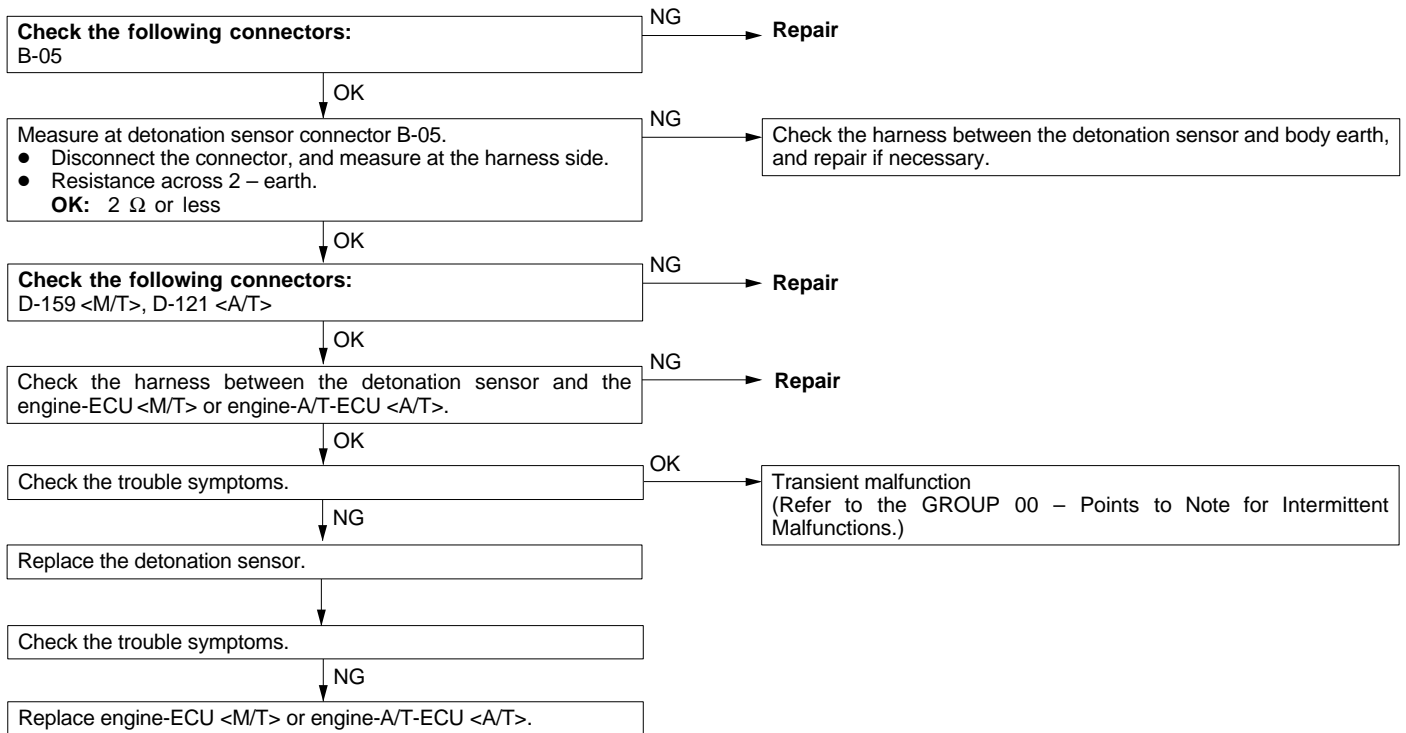 Check the following connectors:
B-05
NG
Repair
OK
Measure at detonation sensor connector B-05.
● Disconnect the connector, and measure at the harness side.
● Resistance across 2 – earth.
OK: 2 Ω or less
NG
Check the harness between the detonation sensor and body earth,
and repair if necessary.
OK
Check the following connectors:
D-159 <M/T>, D-121 <A/T>
NG
Repair
OK
Check the harness between the detonation sensor and the
engine-ECU <M/T> or engine-A/T-ECU <A/T>.
NG
Repair
OK
Check the trouble symptoms.
OK
Transient malfunction
(Refer to the GROUP 00 – Points to Note for Intermittent
Malfunctions.)
NG
Replace the detonation sensor.
Check the trouble symptoms.
NG
Replace engine-ECU <M/T> or engine-A/T-ECU <A/T>.